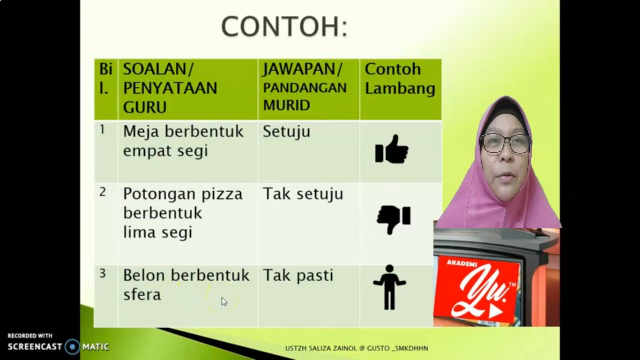 CONTOH:
Bi
l.
SOALAN/
PENYATAAN
GURU
JAWAPAN/
PANDANGAN
MURID
Contoh
Lambang
1
Meja berbentuk
empat segi
Setuju
2
Potongan pizza
berbentuk
lima segi
Tak setuju
3
Belon berbentuk
sfera
Tak pasti
AKADEMI
Yu.
USTZH SALIZA ZAINOL @ GUSTO _SMKDHHN
RECORDED WITH
SCREENCAST MATIC